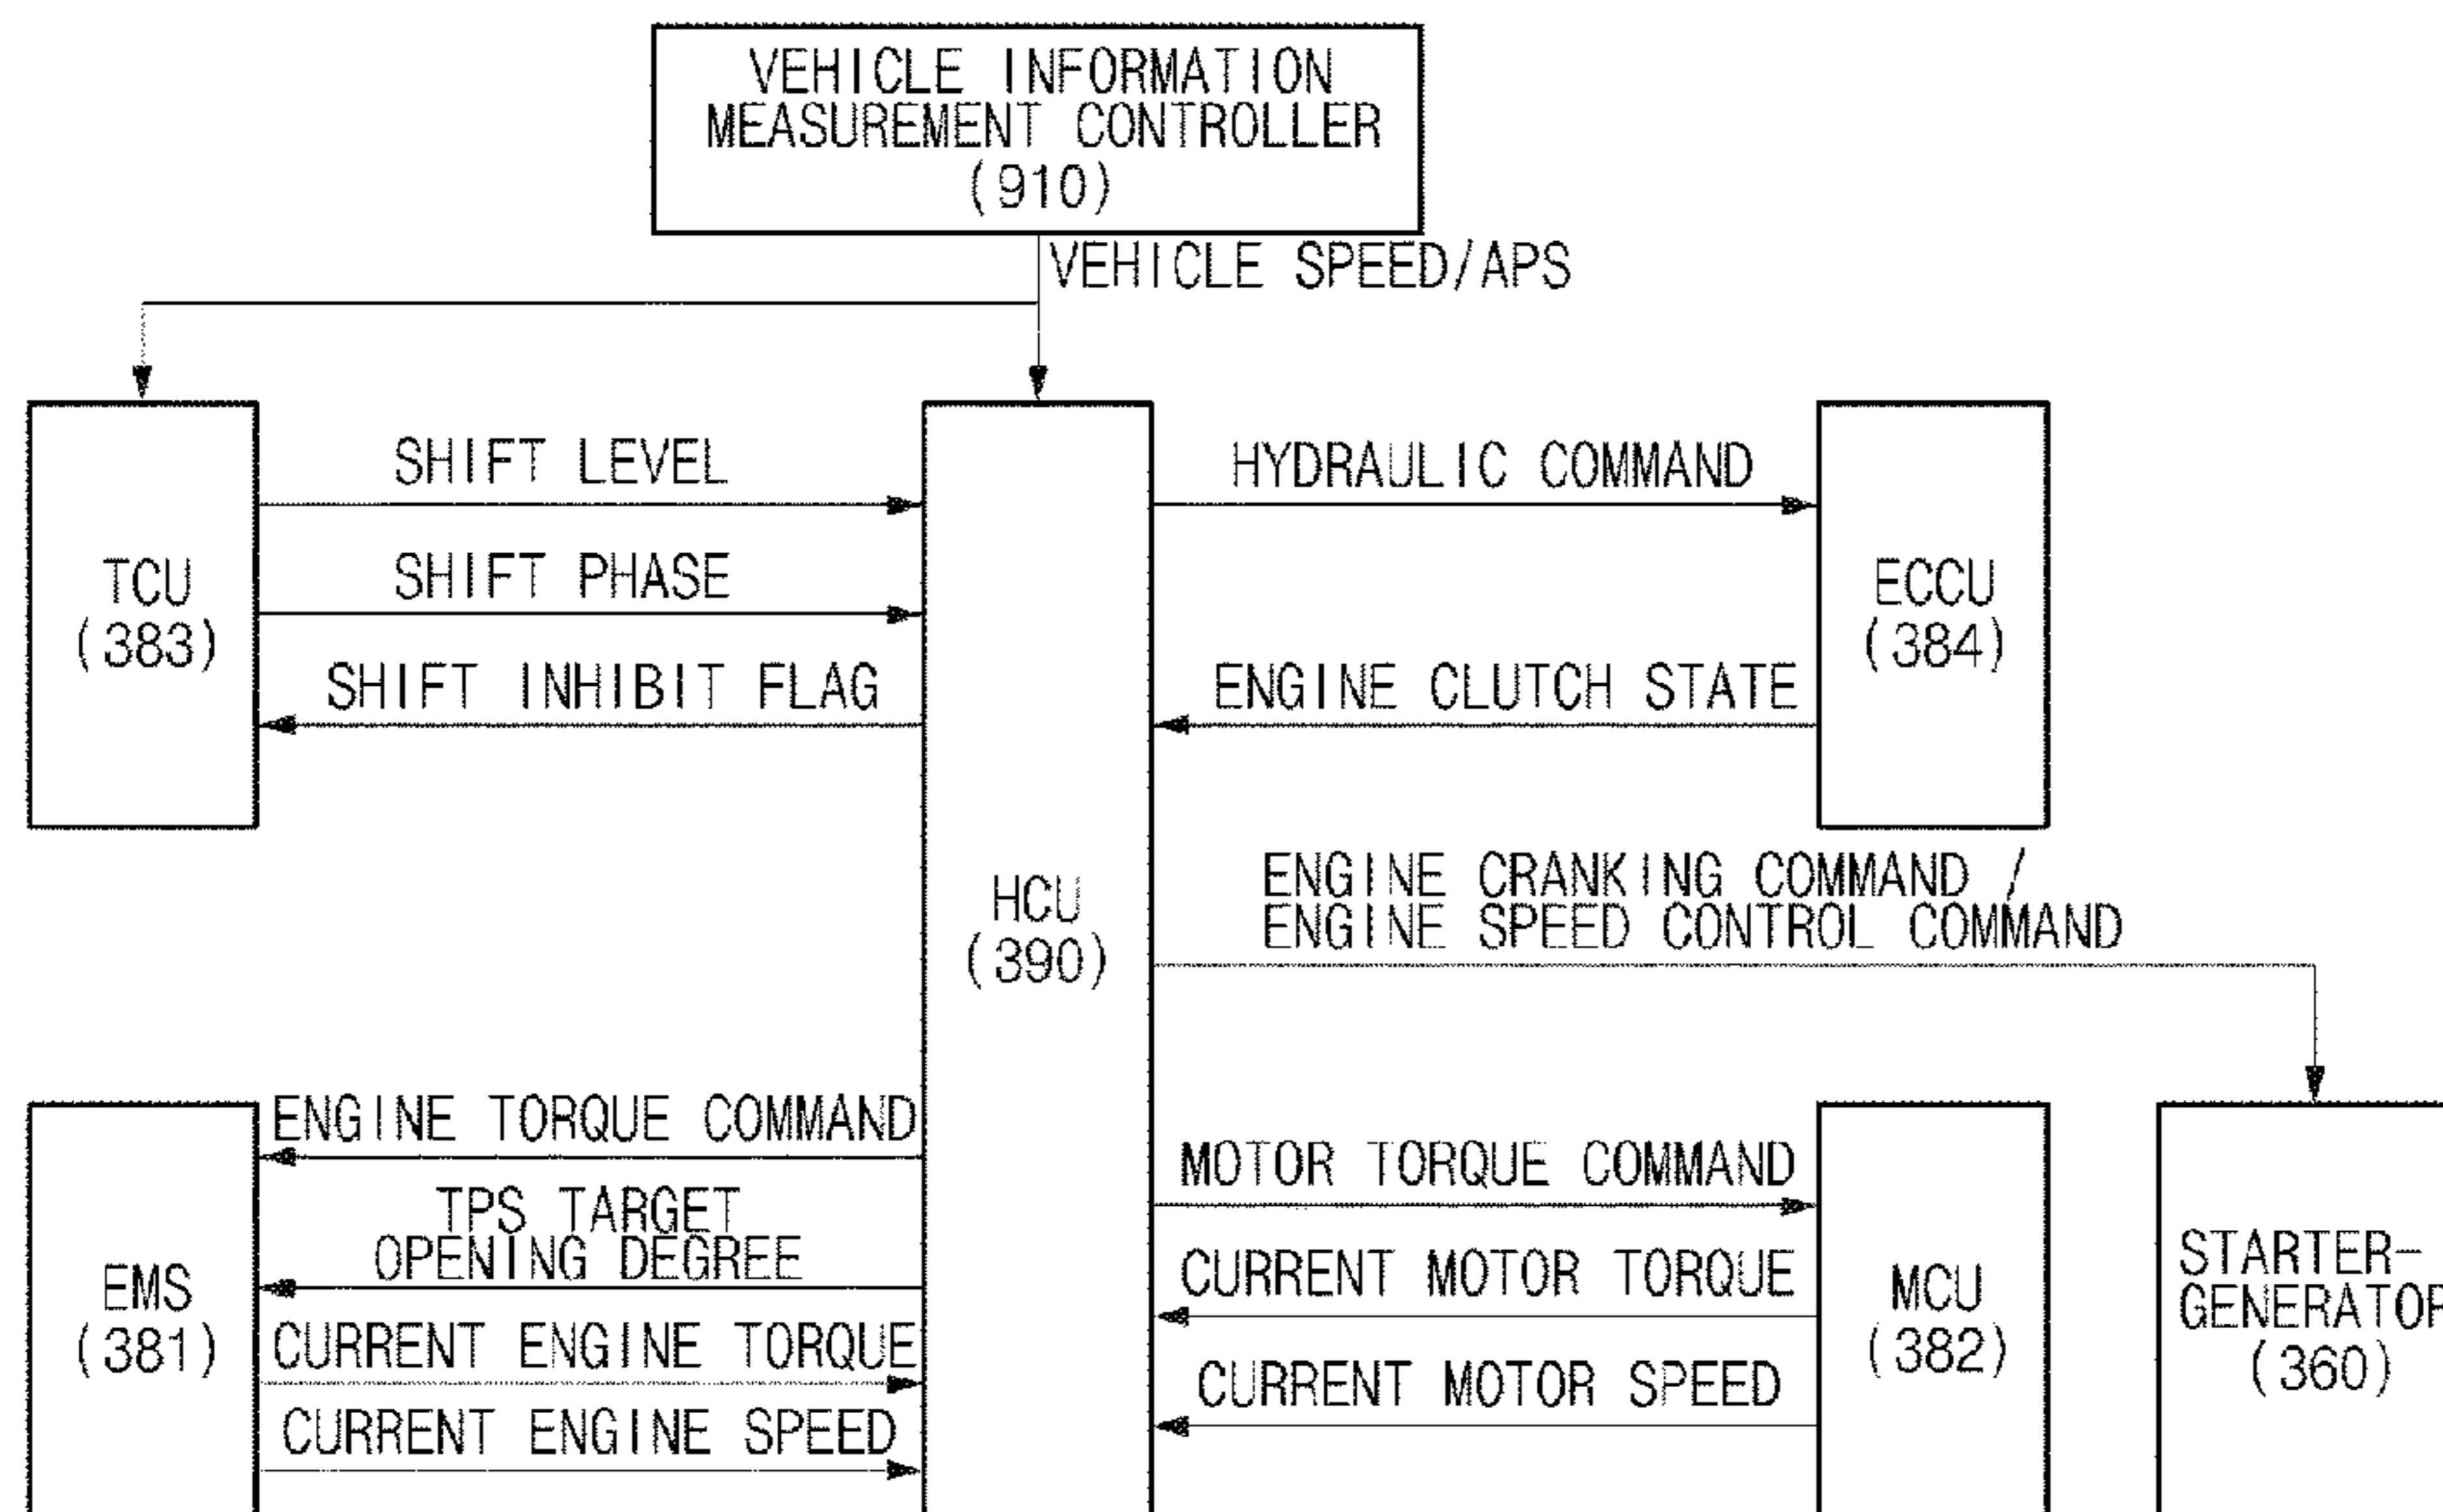 VEHICLE INFORMATION
MEASUREMENT CONTROLLER
(910)
VEHICLE SPEED/APS
SHIFT LEVEL
SHIFT PHASE
SHIFT INHIBIT FLAG
TCU
(383)
HYDRAULIC COMMAND
ENGINE CLUTCH STATE
ECCU
(384)
HCU
(390)
ENGINE CRANKING COMMAND /
ENGINE SPEED CONTROL COMMAND
ENGINE TORQUE COMMAND
TPS TARGET
OPENING DEGREE
CURRENT ENGINE TORQUE
CURRENT ENGINE SPEED
EMS
(381)
MOTOR TORQUE COMMAND
CURRENT MOTOR TORQUE
CURRENT MOTOR SPEED
MCU
(382)
STARTER-
GENERATOR
(360)